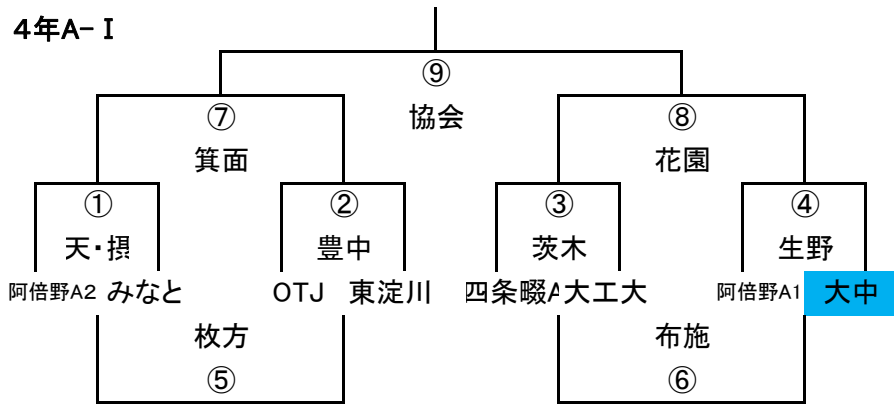 4年A-Ⅰ
⑨
協会
⑦ ⑧
箕面 花園
① ② ③ ④
天・摂 豊中 茨木 生野
阿倍野A2 みなと OTJ 東淀川 四条畷A 大工大 阿倍野A1 大中
枚方 布施
⑤ ⑥